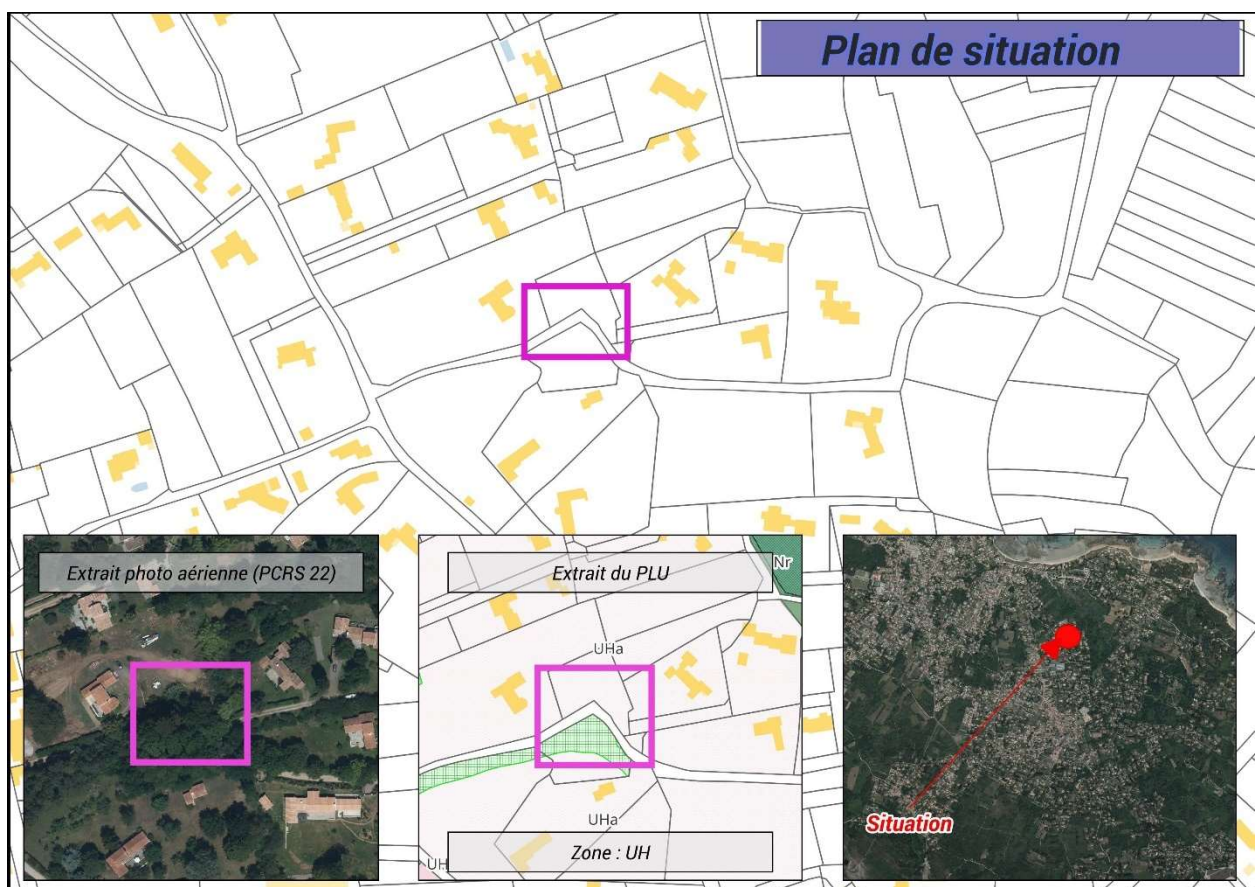 Plan de situation
Extrait photo aérienne (PCRS 22)
Extrait du PLU
Nr
UHa
UHa
UH
Zone : UH
Situation